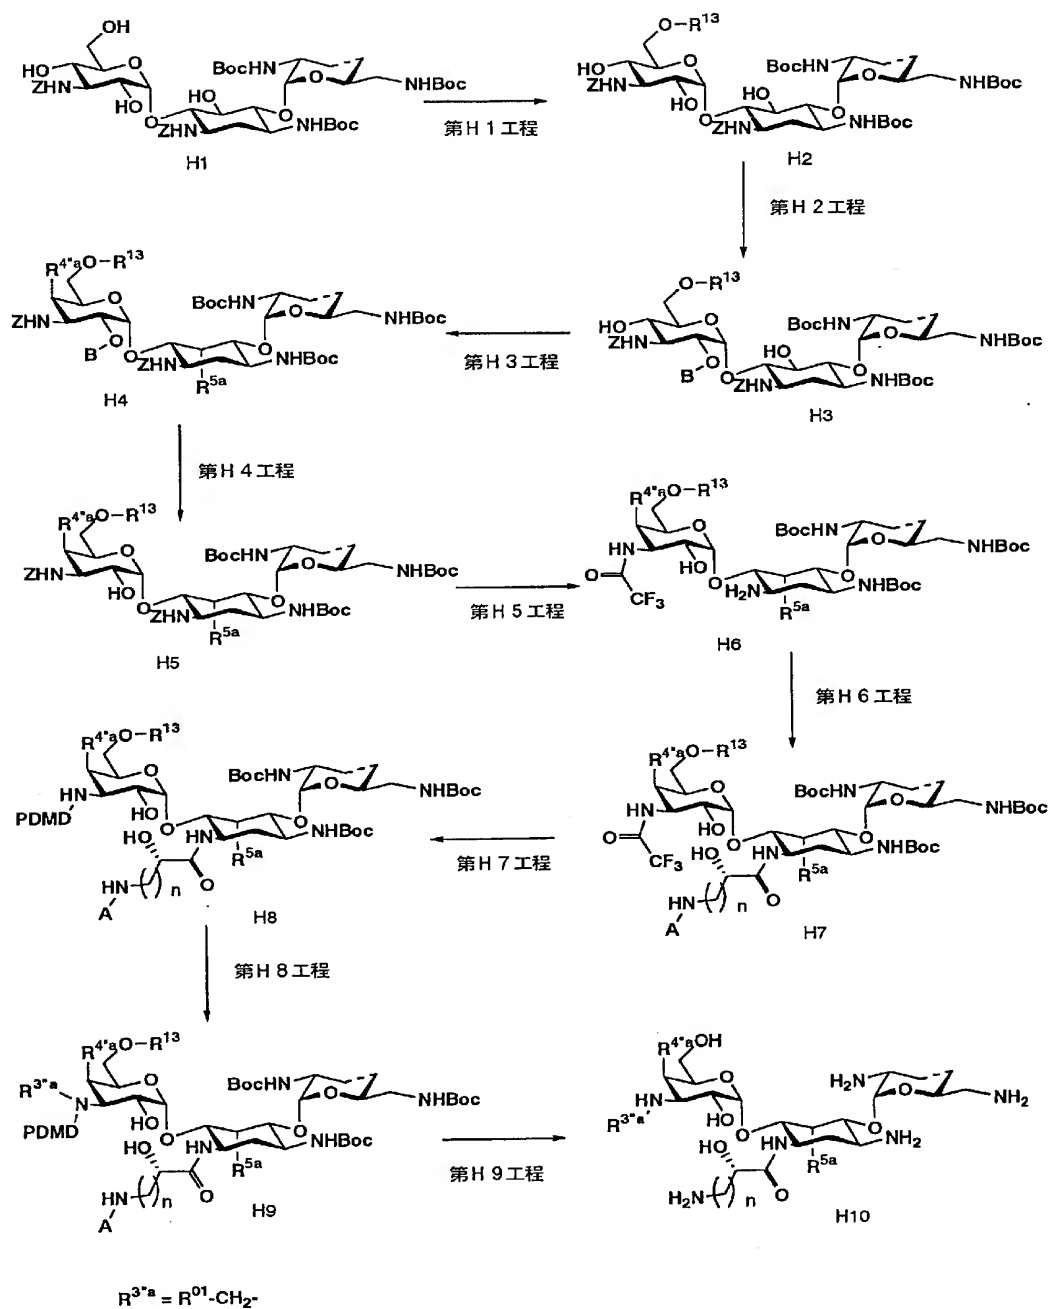 OH
HO
ZHN
HO
O
O
HO
ZHN
BocHN
O
O
NHBoc
NHBoc
H1
第H1工程
O-R¹³
HO
ZHN
HO
O
O
HO
ZHN
BocHN
O
O
NHBoc
NHBoc
H2
第H2工程
R⁴"ᵃ
O-R¹³
O
ZHN
O
B
O
ZHN
R⁵ᵃ
BocHN
O
O
NHBoc
NHBoc
H4
第H3工程
O-R¹³
HO
ZHN
O
O
B
O
HO
ZHN
BocHN
O
O
NHBoc
NHBoc
H3
第H4工程
R⁴"ᵃ
O-R¹³
O
ZHN
HO
O
ZHN
R⁵ᵃ
BocHN
O
O
NHBoc
NHBoc
H5
第H5工程
R⁴"ᵃ
O-R¹³
O
HN
O
CF₃
HO
O
H₂N
R⁵ᵃ
BocHN
O
O
NHBoc
NHBoc
H6
第H6工程
R⁴"ᵃ
O-R¹³
O
HN
PDMD
HO
O
HO
HN
R⁵ᵃ
O
HN
A
n
BocHN
O
O
NHBoc
NHBoc
H8
第H7工程
R⁴"ᵃ
O-R¹³
O
HN
O
CF₃
HO
O
HO
HN
R⁵ᵃ
O
HN
A
n
BocHN
O
O
NHBoc
NHBoc
H7
第H8工程
R⁴"ᵃ
O-R¹³
O
R³"ᵃ
N
PDMD
HO
O
HO
HN
R⁵ᵃ
O
HN
A
n
BocHN
O
O
NHBoc
NHBoc
H9
第H9工程
R⁴"ᵃ
OH
O
HN
R³"ᵃ'
HO
O
HO
HN
R⁵ᵃ
O
H₂N
n
H₂N
O
O
NH₂
NH₂
H10
R³"ᵃ = R⁰¹-CH₂-